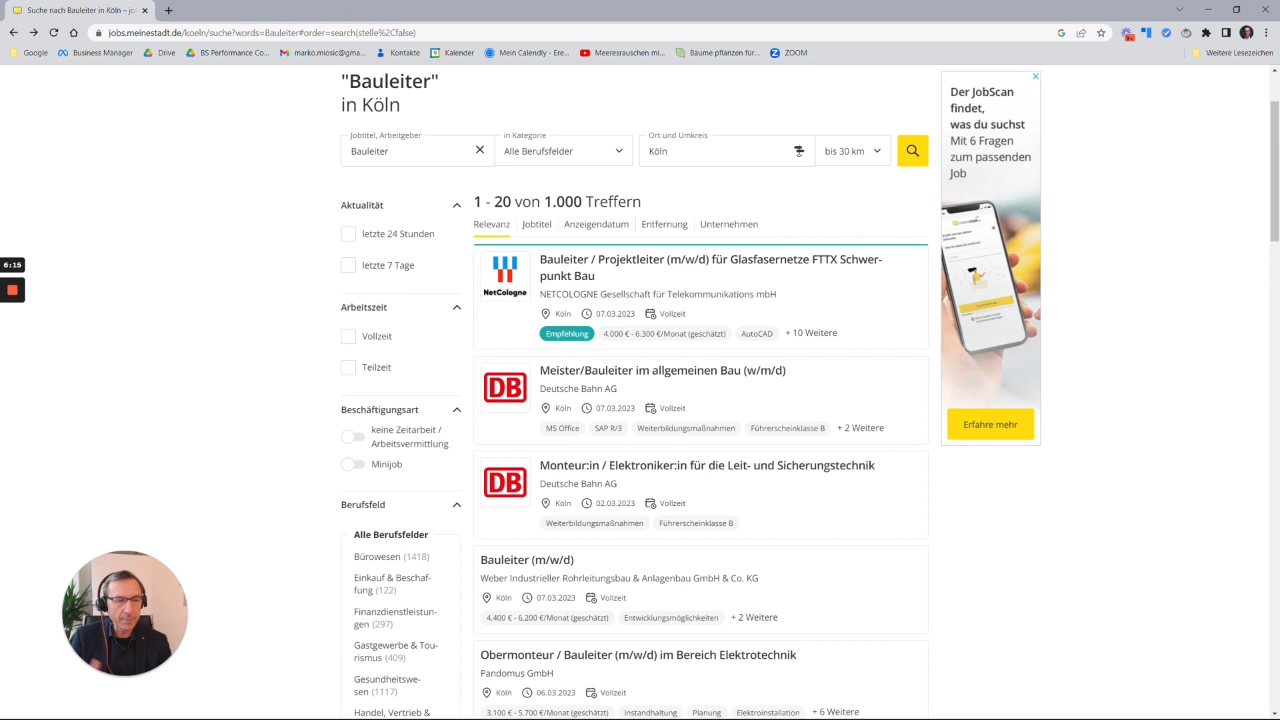 Suche nach Bauleiter in Köln – jo
jobs.meinestadt.de/koeln/suche?words=Bauleiter#order=search(stelle%2Cfalse)
Google
Business Manager
Drive
BS Performance Co...
marko.miosic@gma...
Kontakte
Kalender
Mein Calendly - Ere...
Meeresrauschen mi...
Bäume pflanzen für...
ZOOM
Weitere Lesezeichen
"Bauleiter"
in Köln
Jobtitel, Arbeitgeber
Bauleiter
in Kategorie
Alle Berufsfelder
Ort und Umkreis
Köln
bis 30 km
Aktualität
letzte 24 Stunden
letzte 7 Tage
Arbeitszeit
Vollzeit
Teilzeit
Beschäftigungsart
keine Zeitarbeit /
Arbeitsvermittlung
Minijob
Berufsfeld
Alle Berufsfelder
Bürowesen (1418)
Einkauf & Beschaf-
fung (122)
Finanzdienstleistun-
gen (297)
Gastgewerbe & Tou-
rismus (409)
Gesundheitswe-
sen (1117)
Handel, Vertrieb &
1 - 20 von 1.000 Treffern
Relevanz
Jobtitel
Anzeigendatum
Entfernung
Unternehmen
NetCologne
Bauleiter / Projektleiter (m/w/d) für Glasfasernetze FTTX Schwer-
punkt Bau
NETCOLOGNE Gesellschaft für Telekommunikations mbH
Köln 07.03.2023 Vollzeit
Empfehlung 4.000 € - 6.300 €/Monat (geschätzt) AutoCAD + 10 Weitere
DB
Meister/Bauleiter im allgemeinen Bau (w/m/d)
Deutsche Bahn AG
Köln 07.03.2023 Vollzeit
MS Office SAP R/3 Weiterbildungsmaßnahmen Führerscheinklasse B + 2 Weitere
DB
Monteur:in / Elektroniker:in für die Leit- und Sicherungstechnik
Deutsche Bahn AG
Köln 02.03.2023 Vollzeit
Weiterbildungsmaßnahmen Führerscheinklasse B
Bauleiter (m/w/d)
Weber Industrieller Rohrleitungsbau & Anlagenbau GmbH & Co. KG
Köln 07.03.2023 Vollzeit
4.400 € - 6.200 €/Monat (geschätzt) Entwicklungsmöglichkeiten + 2 Weitere
Obermonteur / Bauleiter (m/w/d) im Bereich Elektrotechnik
Pandomus GmbH
Köln 06.03.2023 Vollzeit
3.100 € - 5.700 €/Monat (geschätzt) Instandhaltung Planung Elektroinstallation + 6 Weitere
Der JobScan
findet,
was du suchst
Mit 6 Fragen
zum passenden
Job
Erfahre mehr
6:15